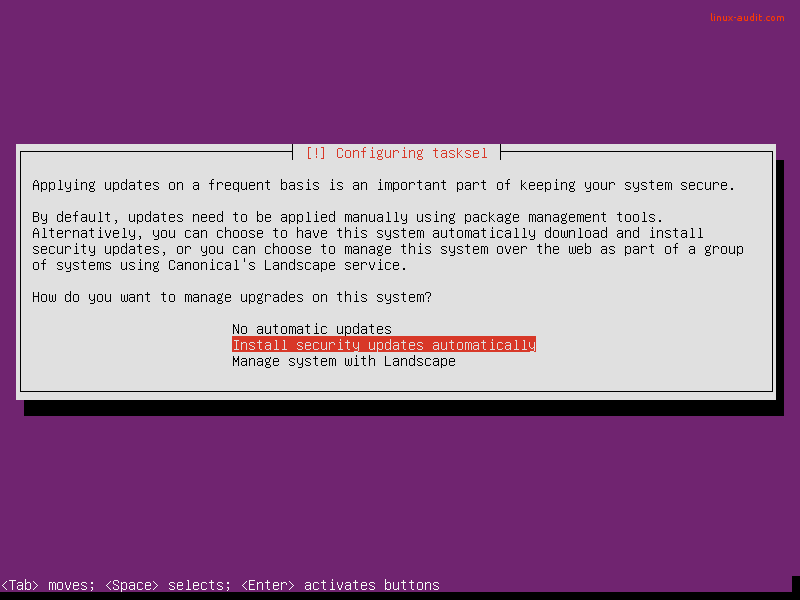 linux-audit.com
[!] Configuring tasksel
Applying updates on a frequent basis is an important part of keeping your system secure.
By default, updates need to be applied manually using package management tools.
Alternatively, you can choose to have this system automatically download and install
security updates, or you can choose to manage this system over the web as part of a group
of systems using Canonical's Landscape service.
How do you want to manage upgrades on this system?
No automatic updates
Install security updates automatically
Manage system with Landscape
<Tab> moves; <Space> selects; <Enter> activates buttons